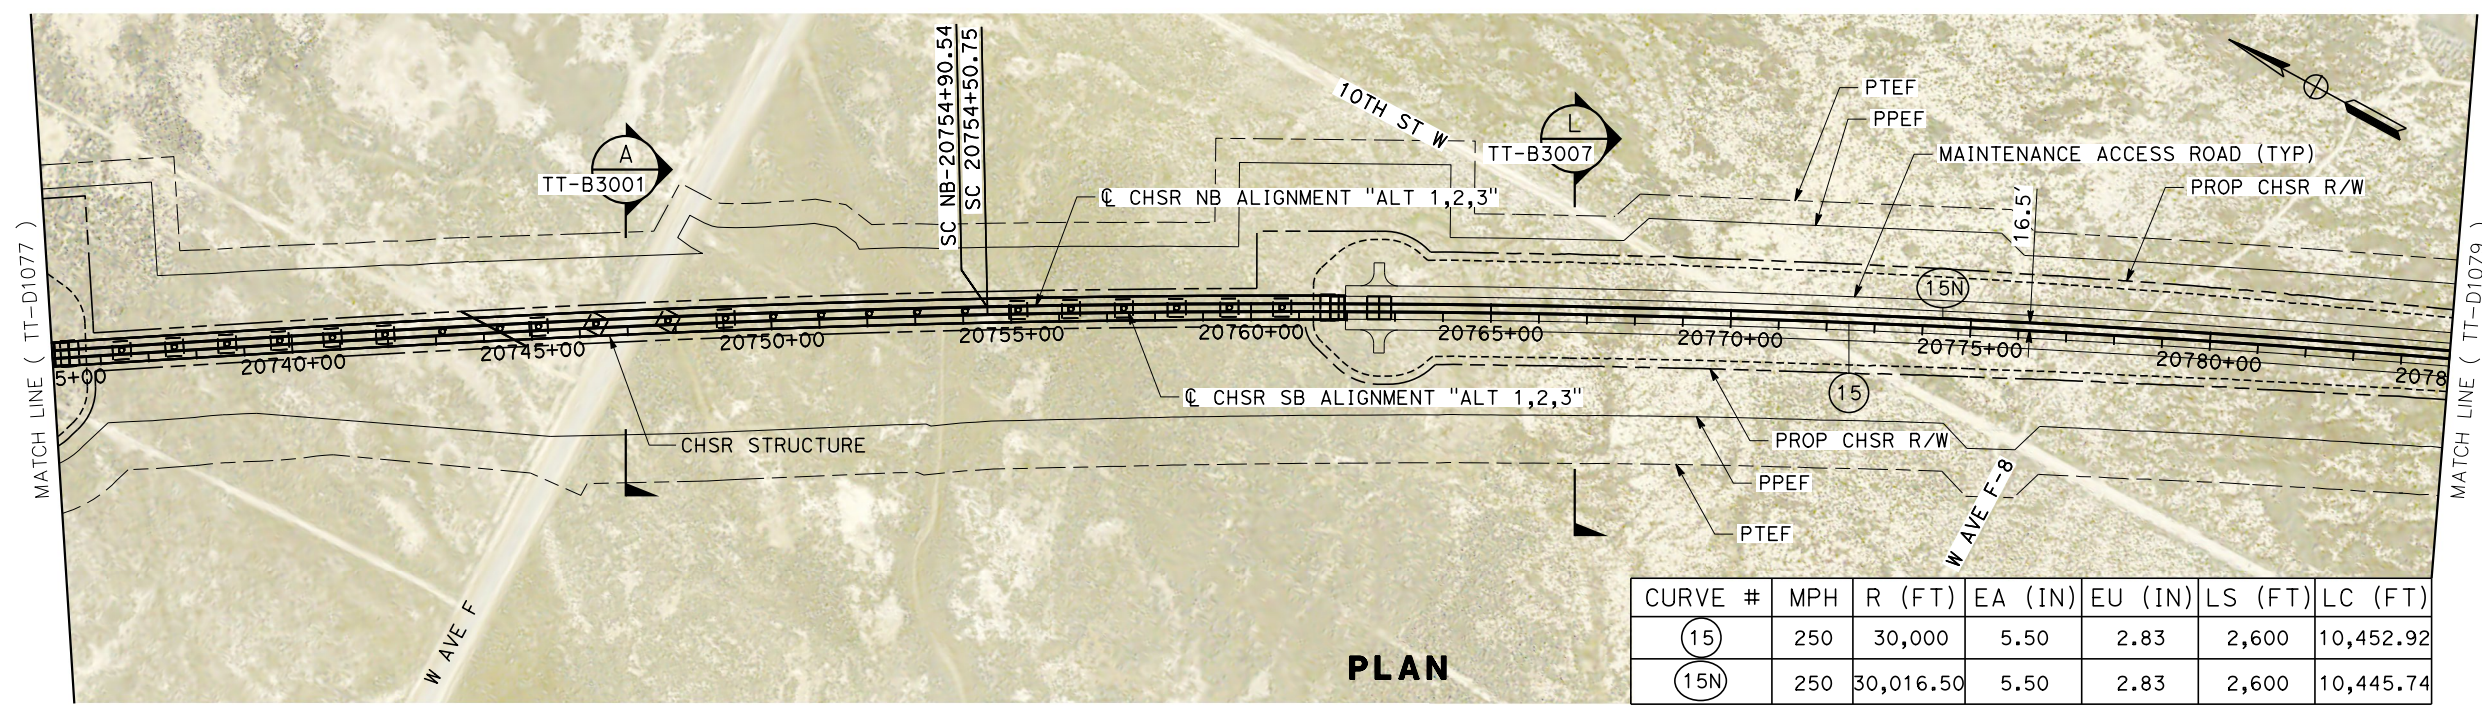 SC NB-20754+90.54
SC 20754+50.75
10TH ST W
PTEF
PPEF
A
TT-B3001
L
TT-B3007
MAINTENANCE ACCESS ROAD (TYP)
PROP CHSR R/W
℄ CHSR NB ALIGNMENT "ALT 1,2,3"
16.5'
15N
MATCH LINE ( TT-D1077 )
MATCH LINE ( TT-D1079 )
5+00
20740+00
20745+00
20750+00
20755+00
20760+00
20765+00
20770+00
20775+00
20780+00
2078
15
℄ CHSR SB ALIGNMENT "ALT 1,2,3"
CHSR STRUCTURE
PROP CHSR R/W
PPEF
PTEF
W AVE F-8
W AVE F
PLAN
CURVE # MPH R (FT) EA (IN) EU (IN) LS (FT) LC (FT)
15 250 30,000 5.50 2.83 2,600 10,452.92
15N 250 30,016.50 5.50 2.83 2,600 10,445.74